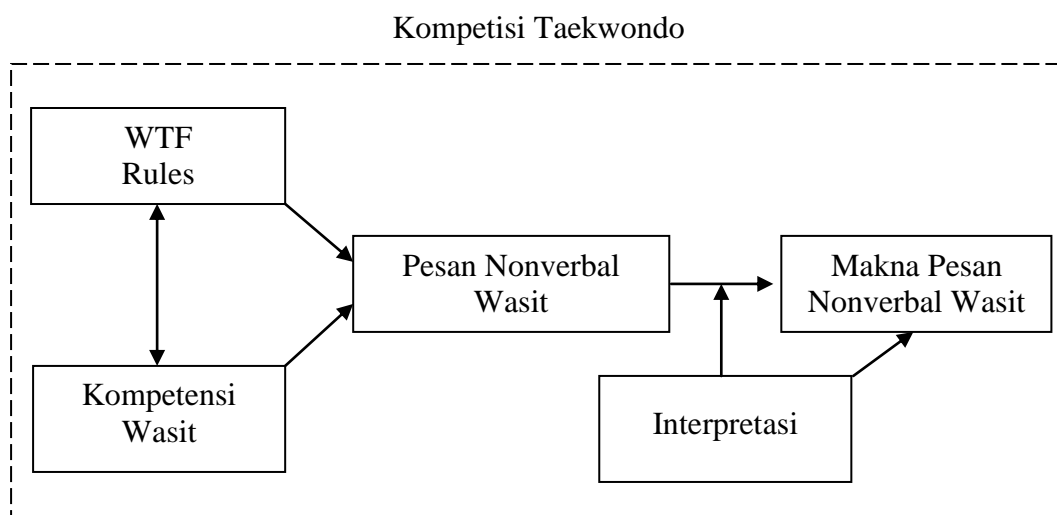 Kompetisi Taekwondo
WTF
Rules
Pesan Nonverbal
Wasit
Makna Pesan
Nonverbal Wasit
Kompetensi
Wasit
Interpretasi